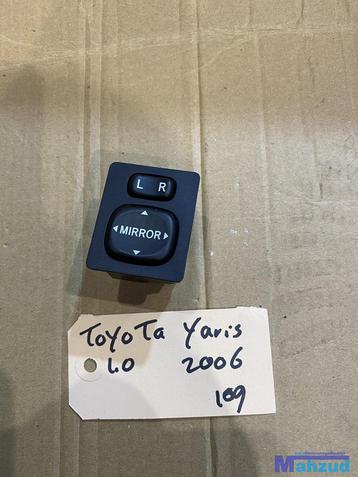 L R
MIRROR
Toyota Yaris
1.0 2006
109
Mahzud